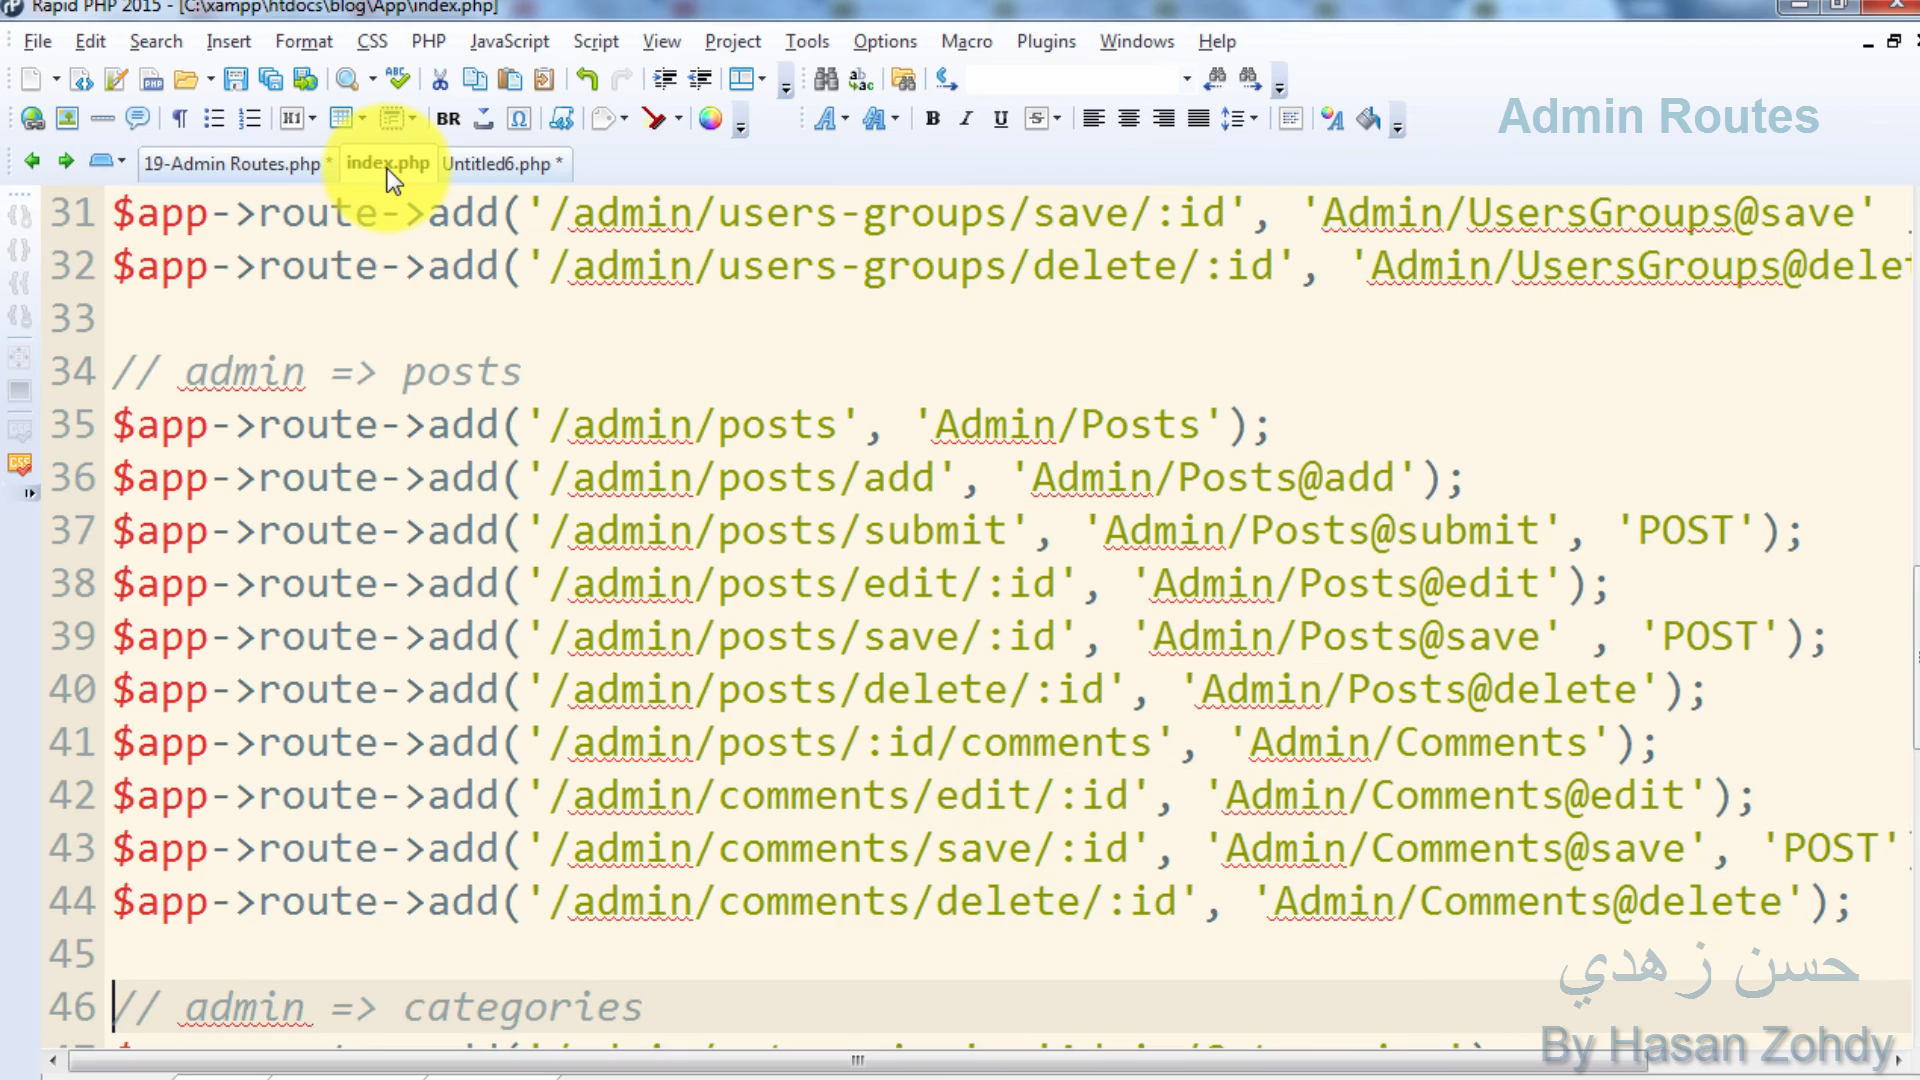 Rapid PHP 2015 - [C:\xampp\htdocs\blog\App\index.php]
File Edit Search Insert Format CSS PHP JavaScript Script View Project Tools Options Macro Plugins Windows Help
Admin Routes
19-Admin Routes.php * index.php Untitled6.php *
31 $app->route->add('/admin/users-groups/save/:id', 'Admin/UsersGroups@save'
32 $app->route->add('/admin/users-groups/delete/:id', 'Admin/UsersGroups@delet
33
34 // admin => posts
35 $app->route->add('/admin/posts', 'Admin/Posts');
36 $app->route->add('/admin/posts/add', 'Admin/Posts@add');
37 $app->route->add('/admin/posts/submit', 'Admin/Posts@submit', 'POST');
38 $app->route->add('/admin/posts/edit/:id', 'Admin/Posts@edit');
39 $app->route->add('/admin/posts/save/:id', 'Admin/Posts@save' , 'POST');
40 $app->route->add('/admin/posts/delete/:id', 'Admin/Posts@delete');
41 $app->route->add('/admin/posts/:id/comments', 'Admin/Comments');
42 $app->route->add('/admin/comments/edit/:id', 'Admin/Comments@edit');
43 $app->route->add('/admin/comments/save/:id', 'Admin/Comments@save', 'POST'
44 $app->route->add('/admin/comments/delete/:id', 'Admin/Comments@delete');
45
46 // admin => categories
حسن زهدي
By Hasan Zohdy